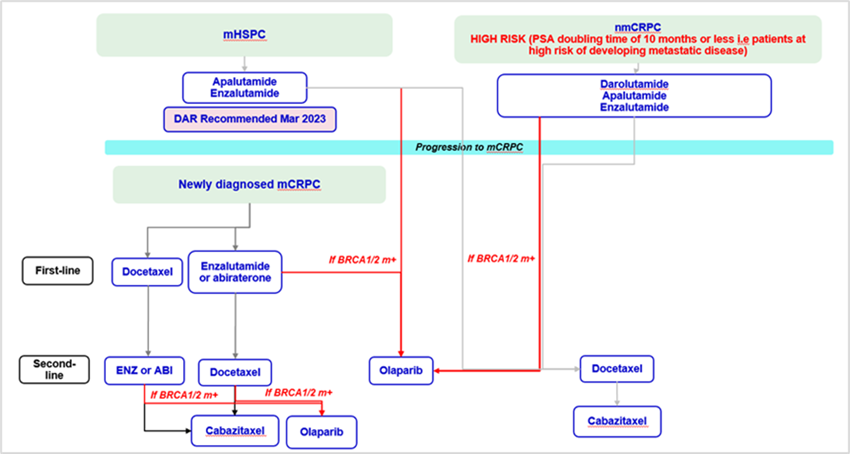 mHSPC
nmCRPC
HIGH RISK (PSA doubling time of 10 months or less i.e patients at
high risk of developing metastatic disease)
Apalutamide
Enzalutamide
Darolutamide
Apalutamide
Enzalutamide
DAR Recommended Mar 2023
Progression to mCRPC
Newly diagnosed mCRPC
First-line
Docetaxel
Enzalutamide
or abiraterone
If BRCA1/2 m+
If BRCA1/2 m+
Second-
line
ENZ or ABI
Docetaxel
Olaparib
Docetaxel
If BRCA1/2 m+
If BRCA1/2 m+
Cabazitaxel
Olaparib
Cabazitaxel